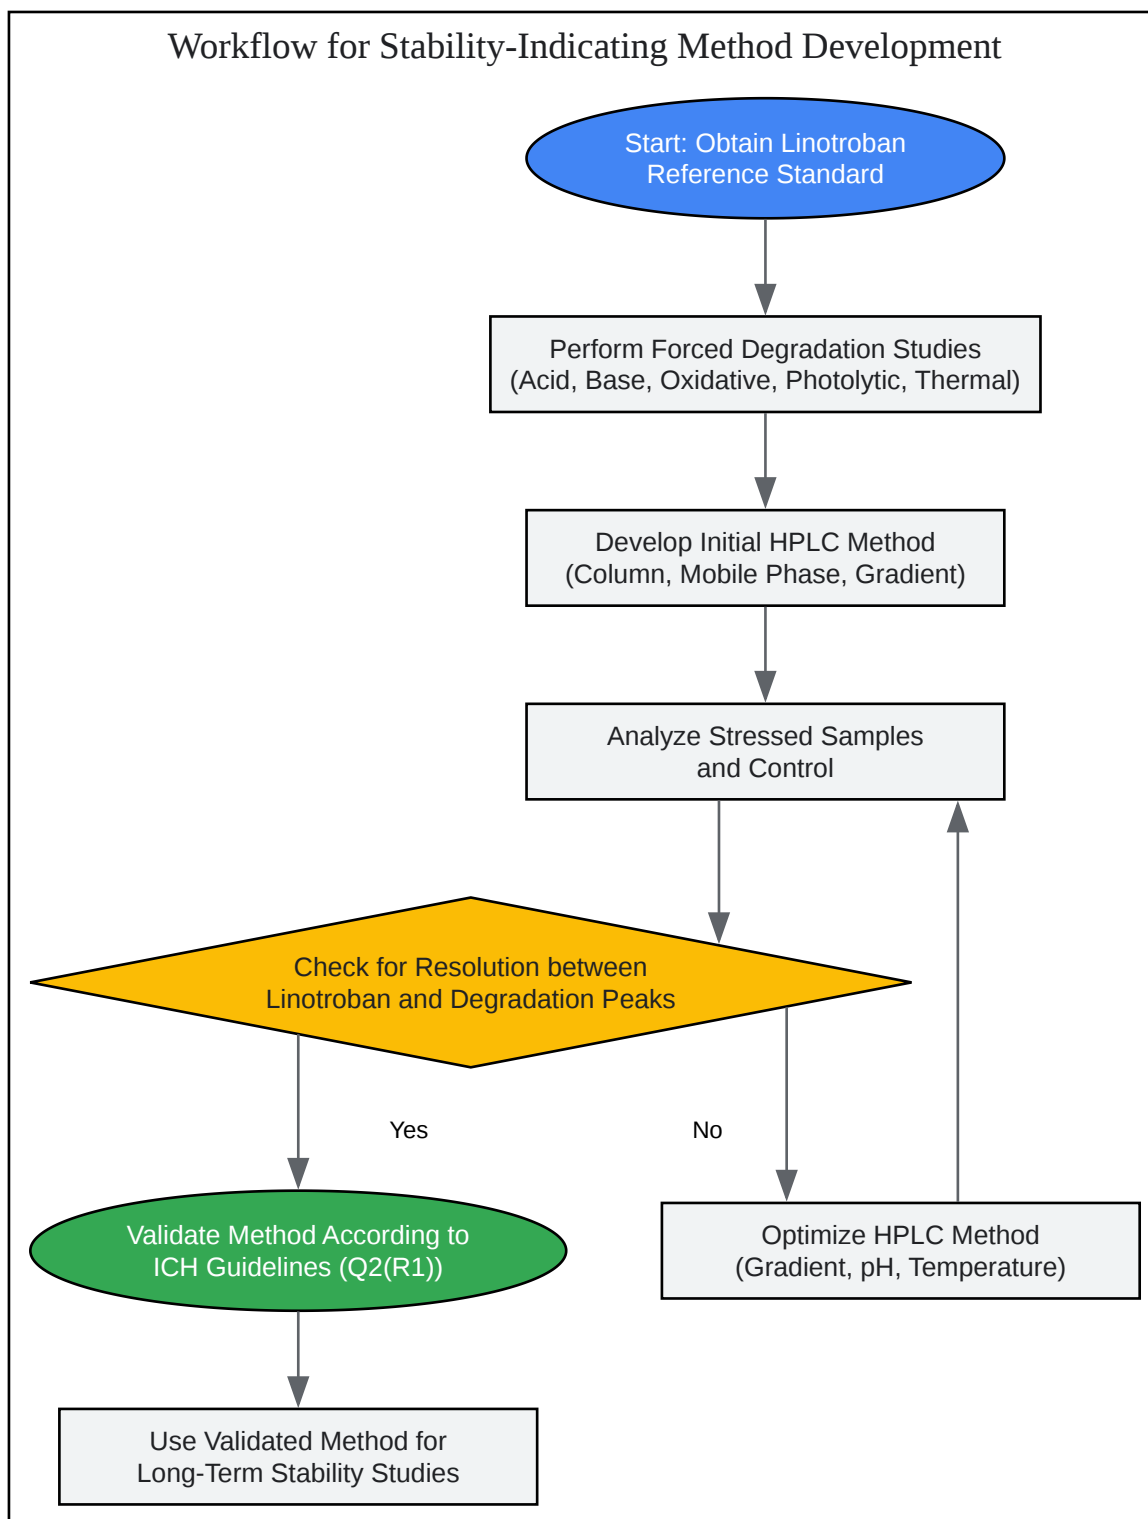 Workflow for Stability-Indicating Method Development
Start: Obtain Linotroban
Reference Standard
Perform Forced Degradation Studies
(Acid, Base, Oxidative, Photolytic, Thermal)
Develop Initial HPLC Method
(Column, Mobile Phase, Gradient)
Analyze Stressed Samples
and Control
Check for Resolution between
Linotroban and Degradation Peaks
Yes
No
Validate Method According to
ICH Guidelines (Q2(R1))
Optimize HPLC Method
(Gradient, pH, Temperature)
Use Validated Method for
Long-Term Stability Studies